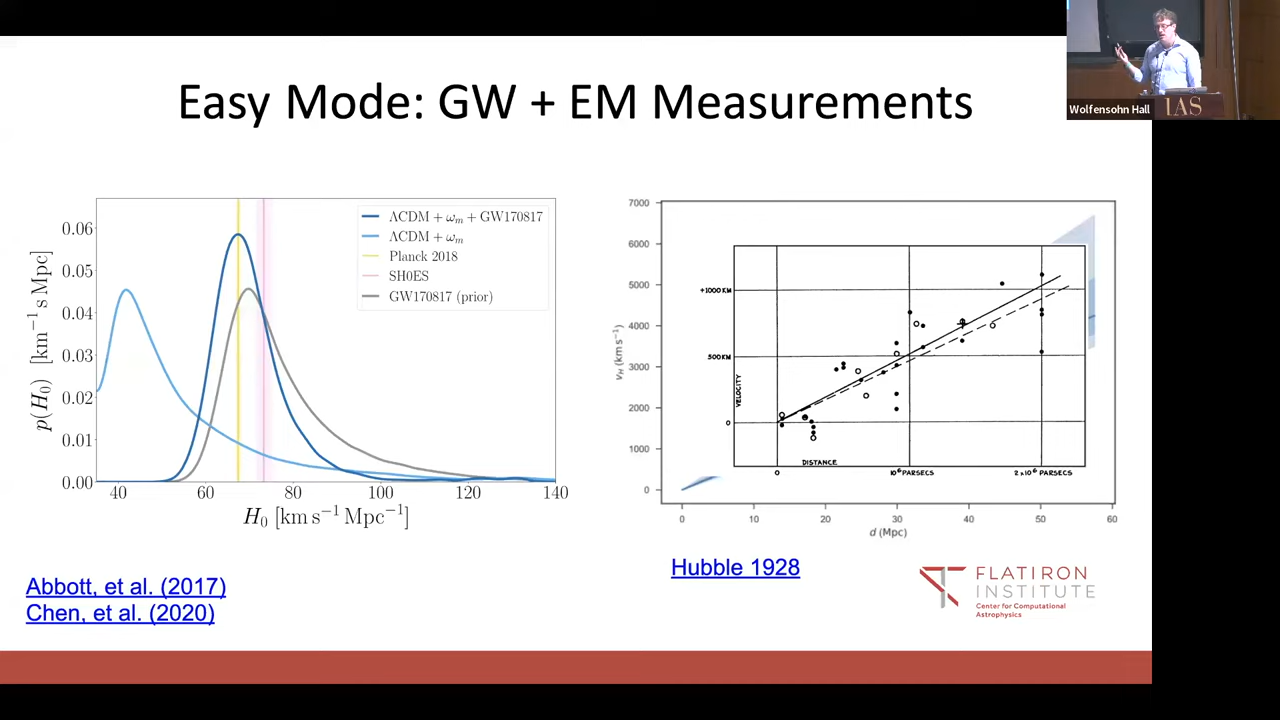 Easy Mode: GW + EM Measurements
Wolfensohn Hall
IAS
p(H₀) [km⁻¹ s Mpc]
0.06
0.05
0.04
0.03
0.02
0.01
0.00
40
60
80
100
120
140
H₀ [km s⁻¹ Mpc⁻¹]
ΛCDM + ωₘ + GW170817
ΛCDM + ωₘ
Planck 2018
SH0ES
GW170817 (prior)
v_H (km s⁻¹)
7000
6000
5000
4000
3000
2000
1000
0
+1000 KM
500 KM
0
VELOCITY
DISTANCE
0
10⁶ PARSECS
2×10⁶ PARSECS
0
10
20
30
40
50
60
d (Mpc)
Abbott, et al. (2017)
Chen, et al. (2020)
Hubble 1928
FLATIRON
INSTITUTE
Center for Computational
Astrophysics